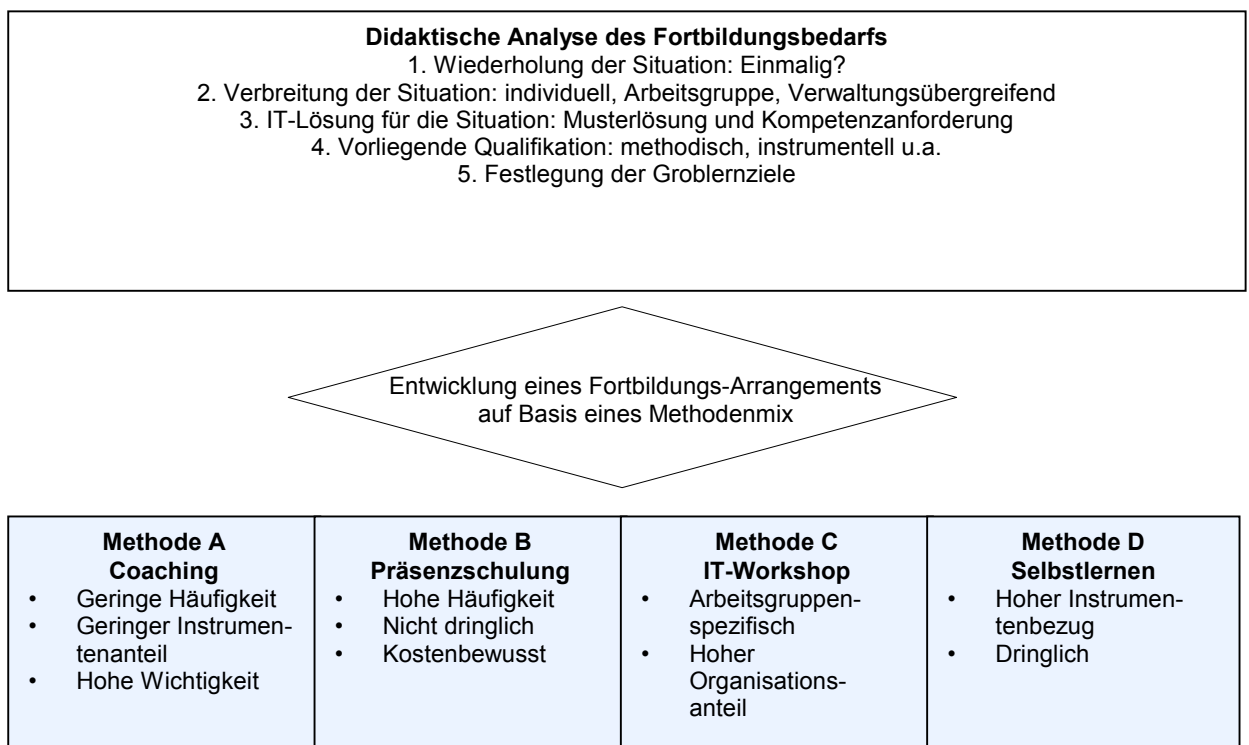 Didaktische Analyse des Fortbildungsbedarfs
1. Wiederholung der Situation: Einmalig?
2. Verbreitung der Situation: individuell, Arbeitsgruppe, Verwaltungsübergreifend
3. IT-Lösung für die Situation: Musterlösung und Kompetenzanforderung
4. Vorliegende Qualifikation: methodisch, instrumentell u.a.
5. Festlegung der Groblernziele
Entwicklung eines Fortbildungs-Arrangements
auf Basis eines Methodenmix
Methode A
Coaching
• Geringe Häufigkeit
• Geringer Instrumen-
tenanteil
• Hohe Wichtigkeit
Methode B
Präsenzschulung
• Hohe Häufigkeit
• Nicht dringlich
• Kostenbewusst
Methode C
IT-Workshop
• Arbeitsgruppen-
spezifisch
• Hoher
Organisations-
anteil
Methode D
Selbstlernen
• Hoher Instrumen-
tenbezug
• Dringlich